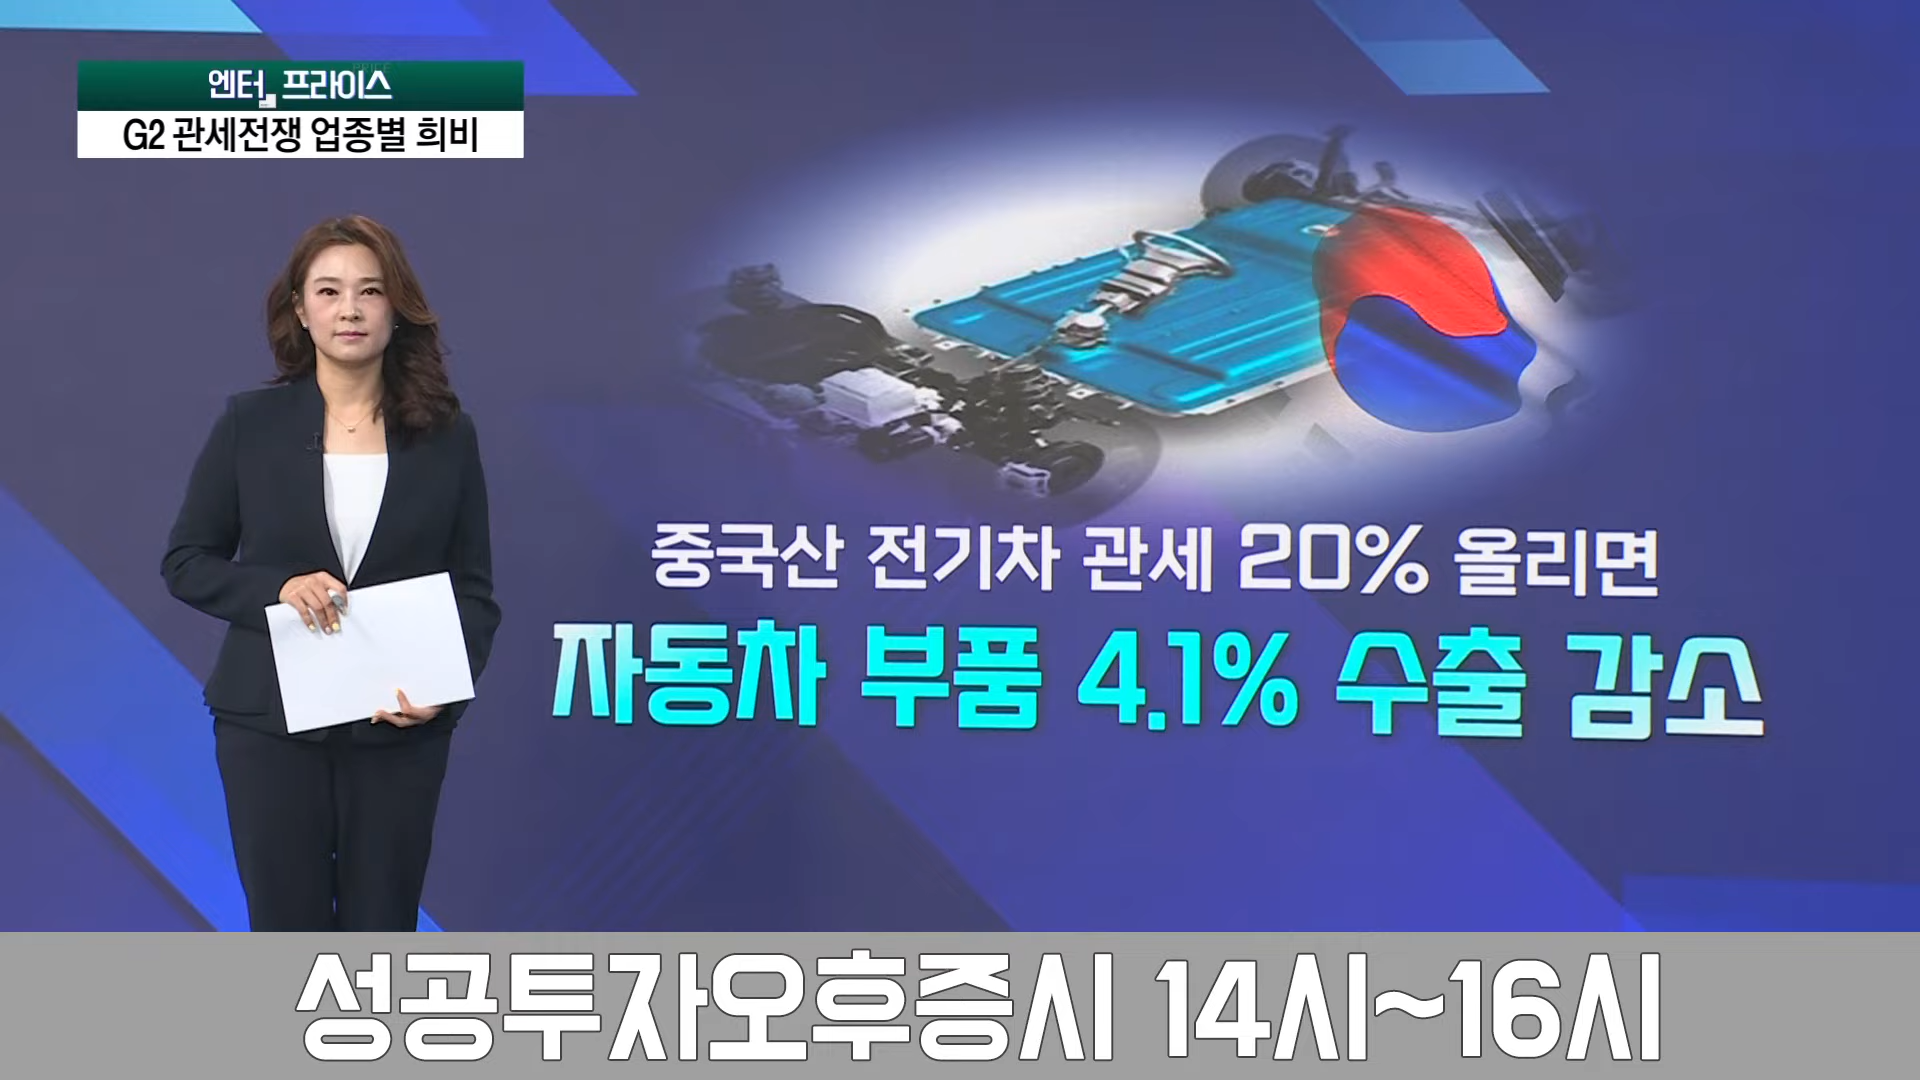 엔터 프라이스
G2 관세전쟁 업종별 희비
중국산 전기차 관세 20% 올리면
자동차 부품 4.1% 수출 감소
성공투자오후증시 14시~16시